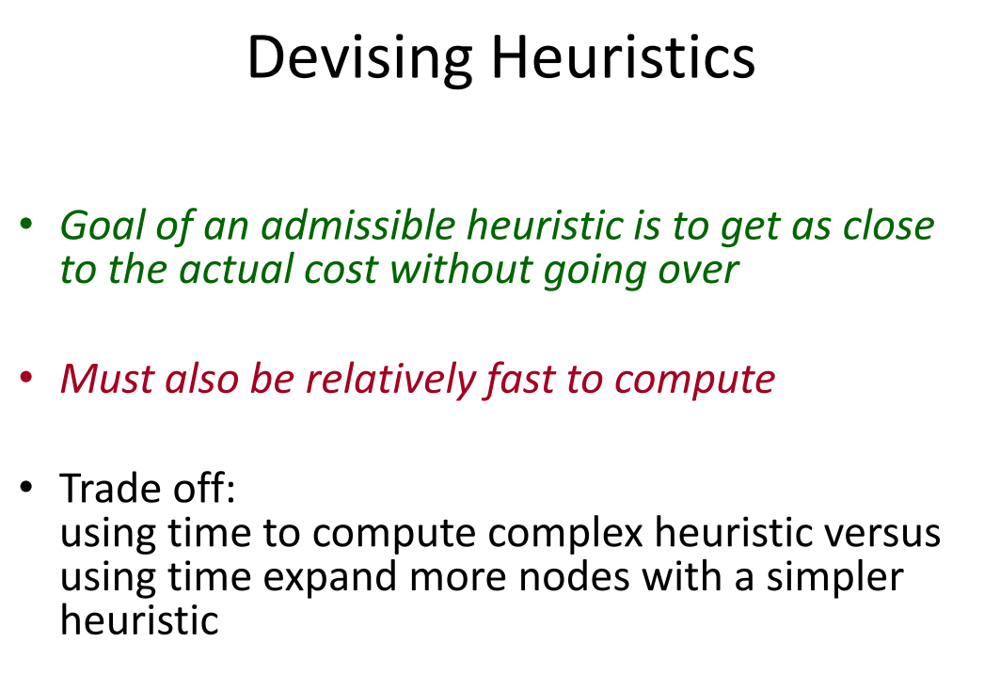 Devising Heuristics
• Goal of an admissible heuristic is to get as close
to the actual cost without going over
• Must also be relatively fast to compute
• Trade off:
using time to compute complex heuristic versus
using time expand more nodes with a simpler
heuristic